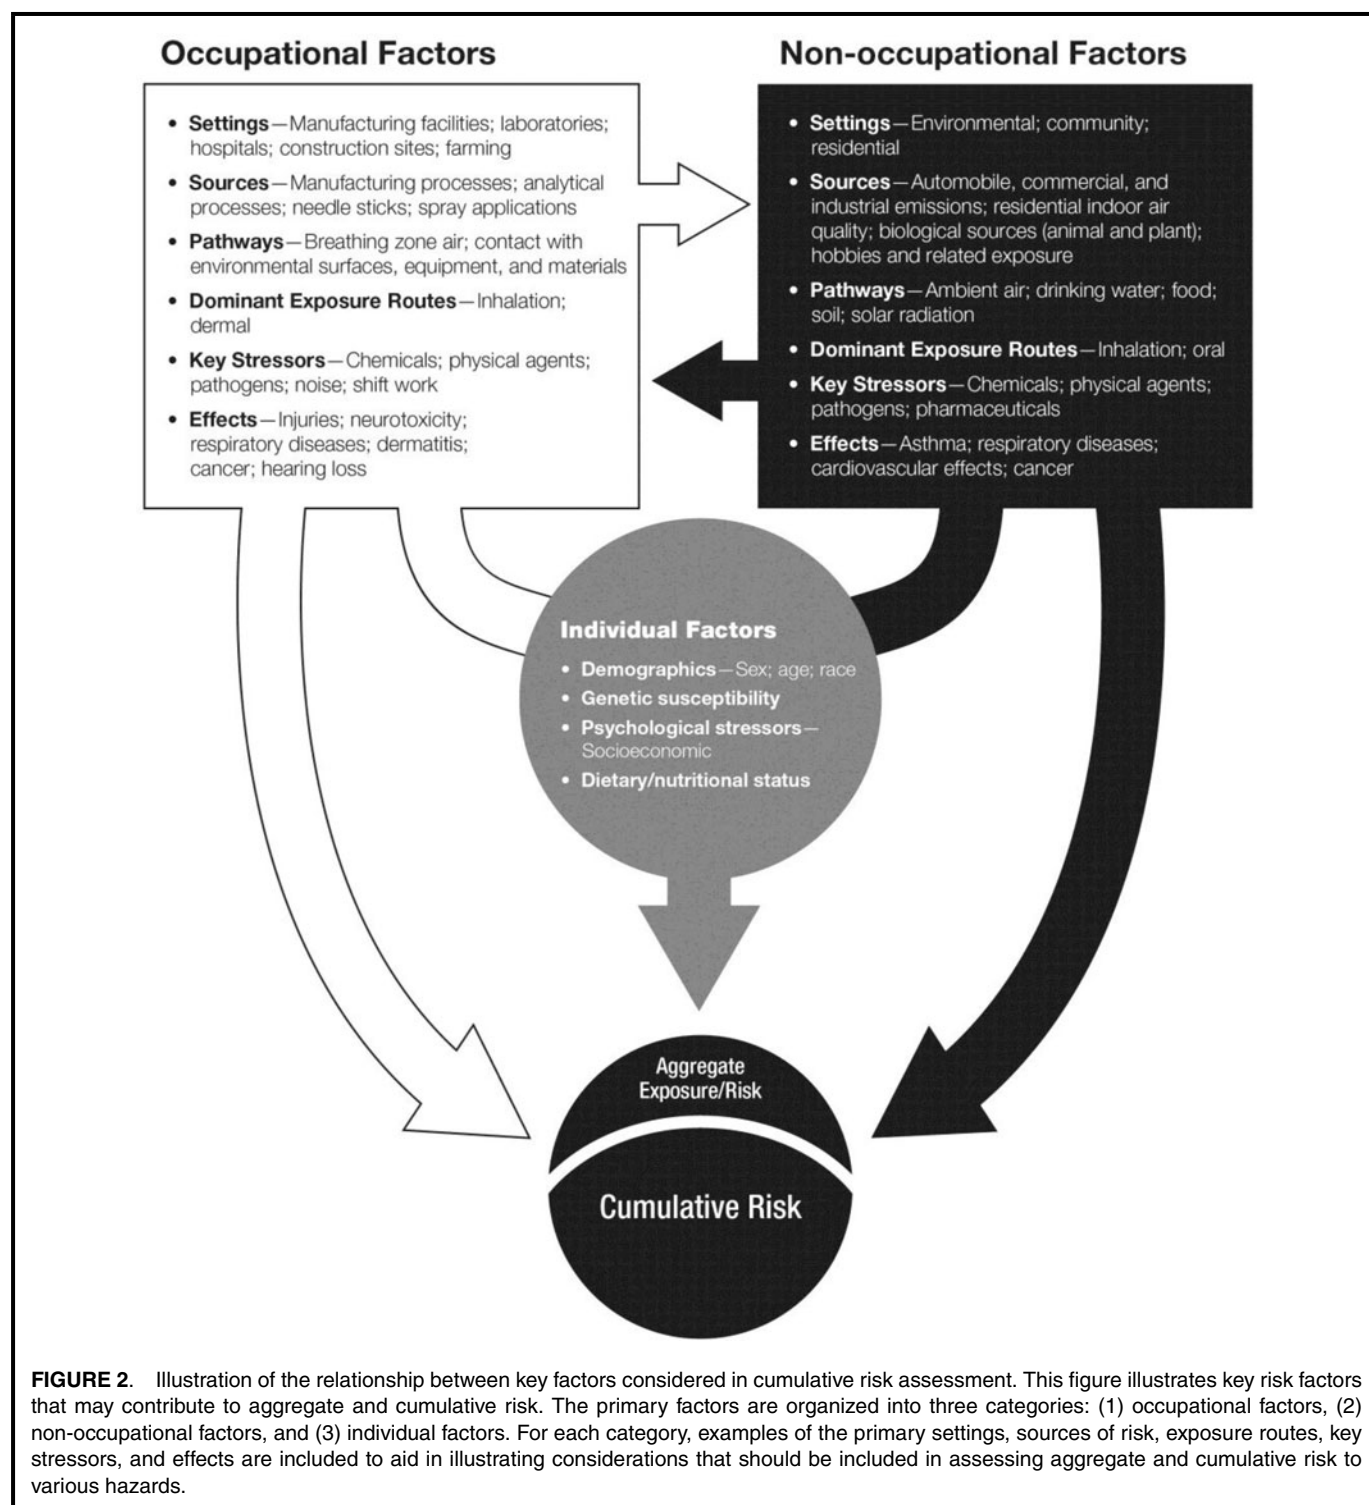 Occupational Factors
• Settings—Manufacturing facilities; laboratories;
hospitals; construction sites; farming
• Sources—Manufacturing processes; analytical
processes; needle sticks; spray applications
• Pathways—Breathing zone air; contact with
environmental surfaces, equipment, and materials
• Dominant Exposure Routes—Inhalation;
dermal
• Key Stressors—Chemicals; physical agents;
pathogens; noise; shift work
• Effects—Injuries; neurotoxicity;
respiratory diseases; dermatitis;
cancer; hearing loss
Non-occupational Factors
• Settings—Environmental; community;
residential
• Sources—Automobile, commercial, and
industrial emissions; residential indoor air
quality; biological sources (animal and plant);
hobbies and related exposure
• Pathways—Ambient air; drinking water; food;
soil; solar radiation
• Dominant Exposure Routes—Inhalation; oral
• Key Stressors—Chemicals; physical agents;
pathogens; pharmaceuticals
• Effects—Asthma; respiratory diseases;
cardiovascular effects; cancer
Individual Factors
• Demographics—Sex; age; race
• Genetic susceptibility
• Psychological stressors—
Socioeconomic
• Dietary/nutritional status
Aggregate
Exposure/Risk
Cumulative Risk
FIGURE 2. Illustration of the relationship between key factors considered in cumulative risk assessment. This figure illustrates key risk factors
that may contribute to aggregate and cumulative risk. The primary factors are organized into three categories: (1) occupational factors, (2)
non-occupational factors, and (3) individual factors. For each category, examples of the primary settings, sources of risk, exposure routes, key
stressors, and effects are included to aid in illustrating considerations that should be included in assessing aggregate and cumulative risk to
various hazards.